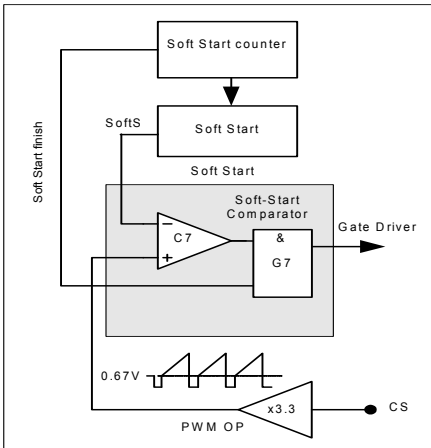 Soft Start counter
Soft Start finish
SoftS
Soft Start
Soft Start
Soft-Start
Comparator
C7
−
+
&
G7
Gate Driver
0.67V
x3.3
CS
PWM OP